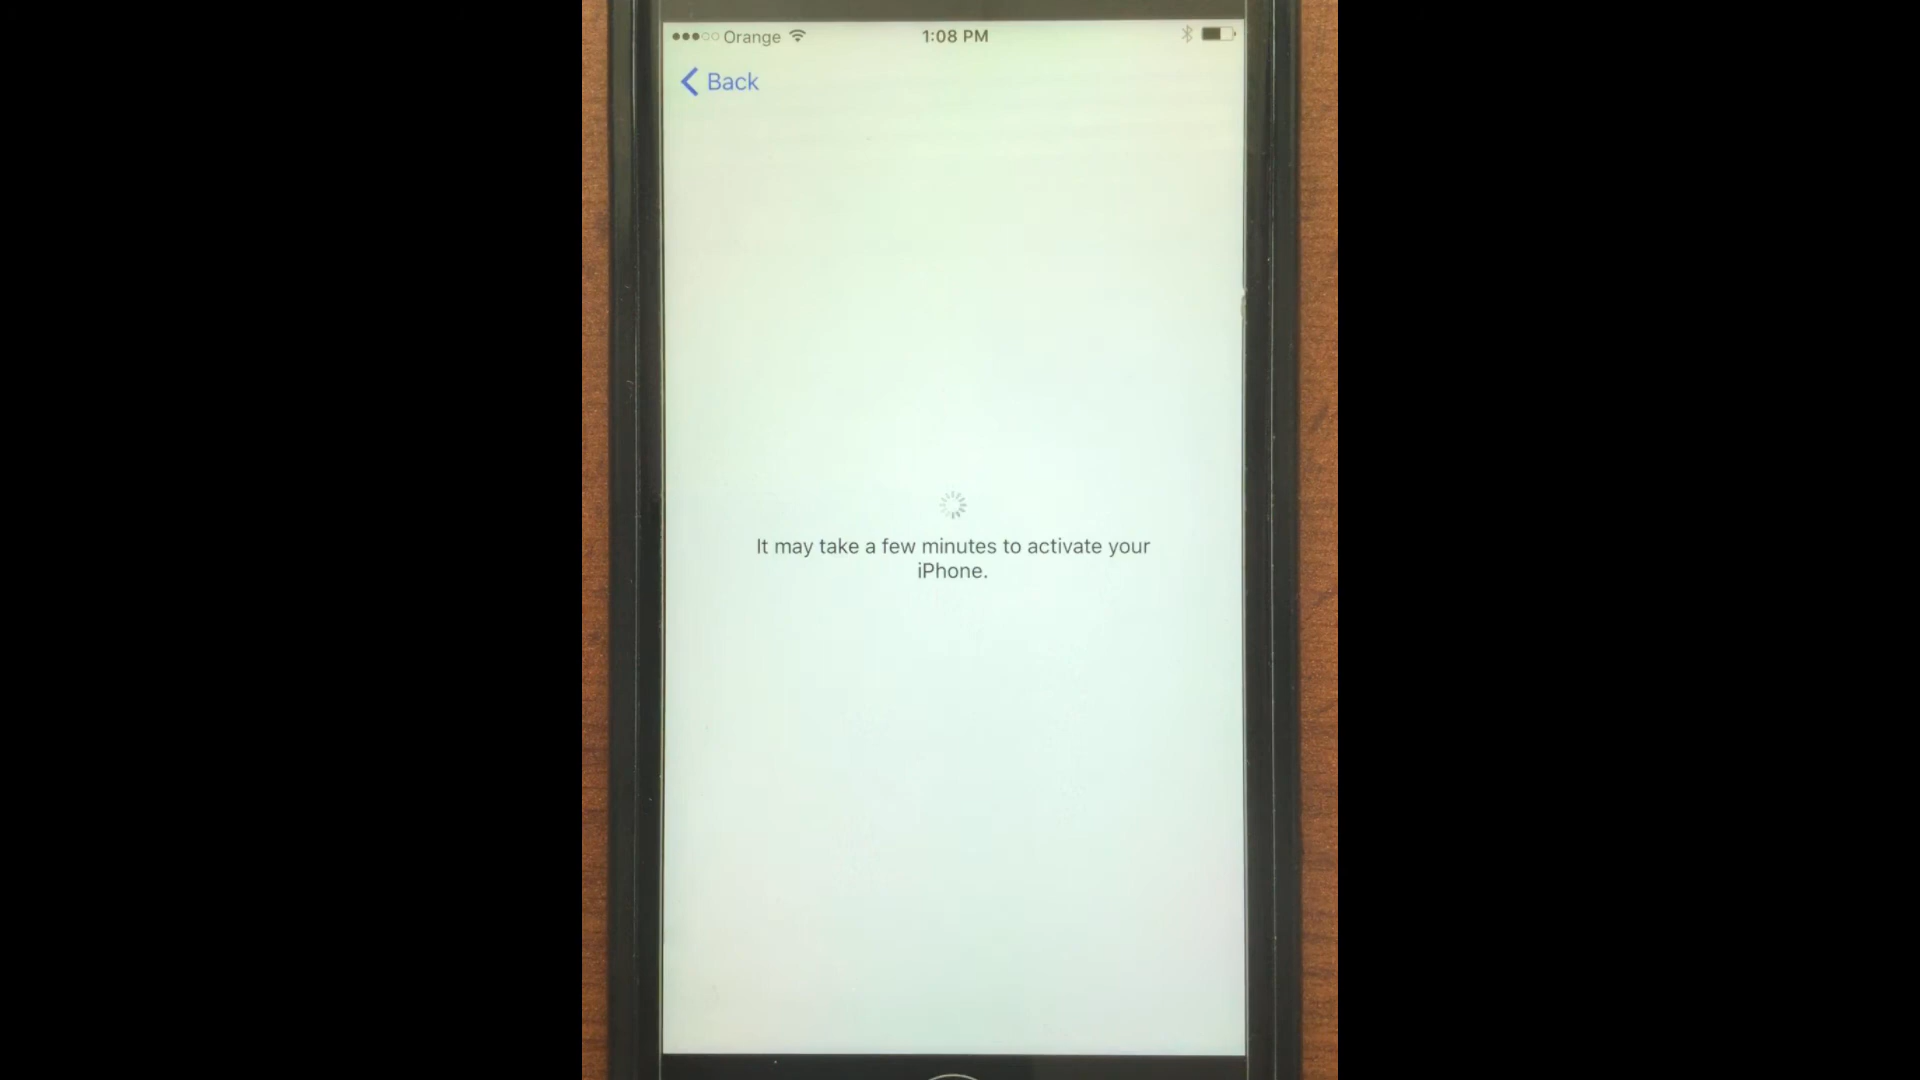 Orange 1:08 PM
Back
It may take a few minutes to activate your
iPhone.